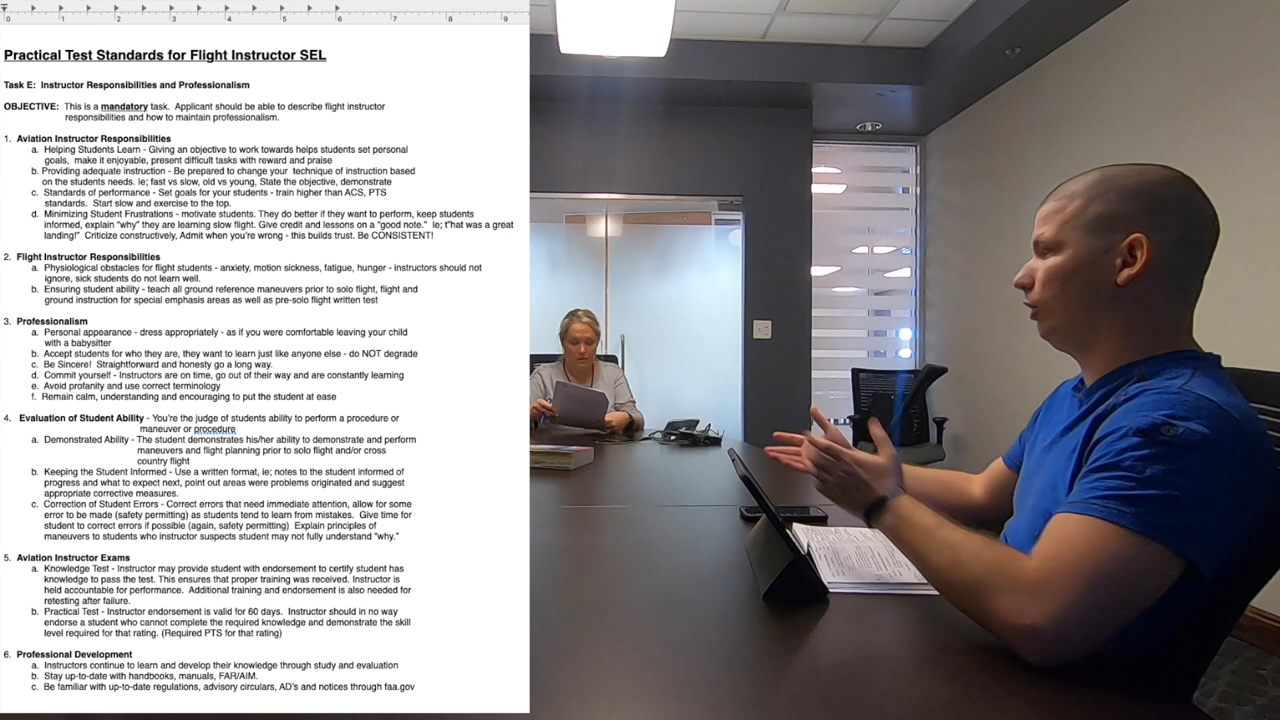 0 1 2 3 4 5 6 7 8 9
Practical Test Standards for Flight Instructor SEL
Task E: Instructor Responsibilities and Professionalism
OBJECTIVE: This is a mandatory task. Applicant should be able to describe flight instructor
responsibilities and how to maintain professionalism.
1. Aviation Instructor Responsibilities
a. Helping Students Learn - Giving an objective to work towards helps students set personal
goals, make it enjoyable, present difficult tasks with reward and praise
b. Providing adequate instruction - Be prepared to change your technique of instruction based
on the students needs. Ie; fast vs slow, old vs young, State the objective, demonstrate
c. Standards of performance - Set goals for your students - train higher than ACS, PTS
standards. Start slow and exercise to the top.
d. Minimizing Student Frustrations - motivate students. They do better if they want to perform, keep students
informed, explain “why” they are learning slow flight. Give credit and lessons on a “good note.” Ie; t”hat was a great
landing!” Criticize constructively, Admit when you’re wrong - this builds trust. Be CONSISTENT!
2. Flight Instructor Responsibilities
a. Physiological obstacles for flight students - anxiety, motion sickness, fatigue, hunger - instructors should not
ignore, sick students do not learn well.
b. Ensuring student ability - teach all ground reference maneuvers prior to solo flight, flight and
ground instruction for special emphasis areas as well as pre-solo flight written test
3. Professionalism
a. Personal appearance - dress appropriately - as if you were comfortable leaving your child
with a babysitter
b. Accept students for who they are, they want to learn just like anyone else - do NOT degrade
c. Be Sincere! Straightforward and honesty go a long way.
d. Commit yourself - Instructors are on time, go out of their way and are constantly learning
e. Avoid profanity and use correct terminology
f. Remain calm, understanding and encouraging to put the student at ease
4. Evaluation of Student Ability - You’re the judge of students ability to perform a procedure or
maneuver or procedure
a. Demonstrated Ability - The student demonstrates his/her ability to demonstrate and perform
maneuvers and flight planning prior to solo flight and/or cross
country flight
b. Keeping the Student Informed - Use a written format, ie; notes to the student informed of
progress and what to expect next, point out areas were problems originated and suggest
appropriate corrective measures.
c. Correction of Student Errors - Correct errors that need immediate attention, allow for some
error to be made (safety permitting) as students tend to learn from mistakes. Give time for
student to correct errors if possible (again, safety permitting) Explain principles of
maneuvers to students who instructor suspects student may not fully understand “why.”
5. Aviation Instructor Exams
a. Knowledge Test - Instructor may provide student with endorsement to certify student has
knowledge to pass the test. This ensures that proper training was received. Instructor is
held accountable for performance. Additional training and endorsement is also needed for
retesting after failure.
b. Practical Test - Instructor endorsement is valid for 60 days. Instructor should in no way
endorse a student who cannot complete the required knowledge and demonstrate the skill
level required for that rating. (Required PTS for that rating)
6. Professional Development
a. Instructors continue to learn and develop their knowledge through study and evaluation
b. Stay up-to-date with handbooks, manuals, FAR/AIM.
c. Be familiar with up-to-date regulations, advisory circulars, AD’s and notices through faa.gov